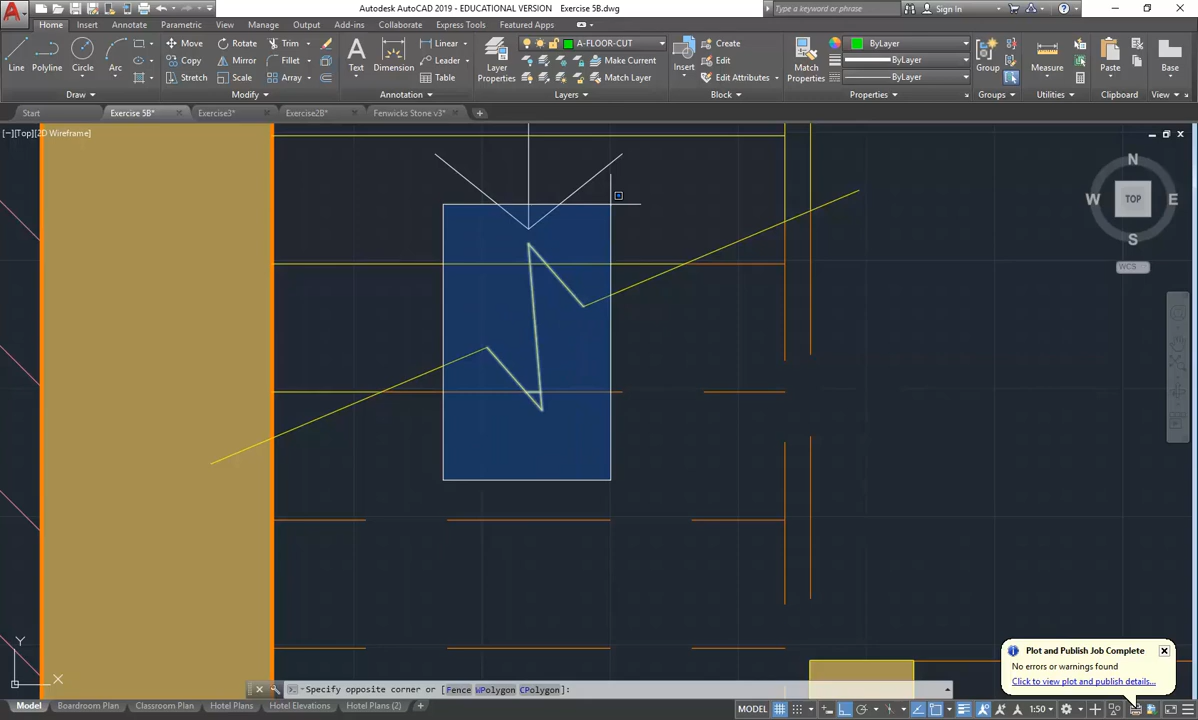 Autodesk AutoCAD 2019 - EDUCATIONAL VERSION    Exercise 5B.dwg
Type a keyword or phrase
Sign In
Home Insert Annotate Parametric View Manage Output Add-ins Collaborate Express Tools Featured Apps
Line Polyline Circle Arc
Move Rotate Trim
Copy Mirror Fillet
Stretch Scale Array
Text Dimension
Linear
Leader
Table
Layer Properties
A-FLOOR-CUT
Make Current
Match Layer
Insert
Create
Edit
Edit Attributes
Match Properties
ByLayer
ByLayer
ByLayer
Group
Measure
Paste
Base
Draw Modify Annotation Layers Block Properties Groups Utilities Clipboard View
Start Exercise 5B* Exercise3* Exercise2B* Fenwicks Stone v3*
[−][Top][2D Wireframe]
N
W TOP E
S
WCS
Y
X
Plot and Publish Job Complete
No errors or warnings found
Click to view plot and publish details...
Specify opposite corner or [Fence WPolygon CPolygon]:
Model Boardroom Plan Classroom Plan Hotel Plans Hotel Elevations Hotel Plans (2)
MODEL
1:50